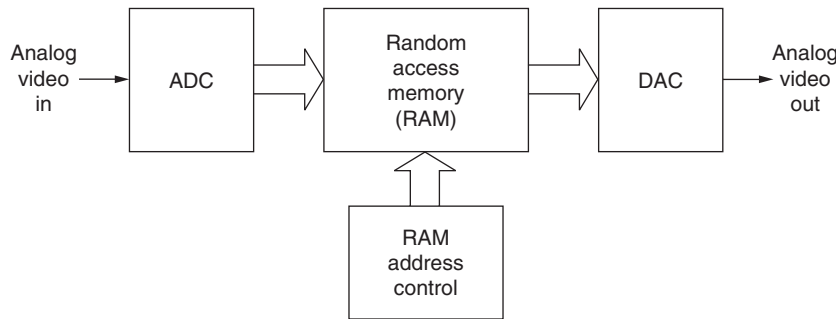 Analog
video
in
ADC
Random
access
memory
(RAM)
DAC
Analog
video
out
RAM
address
control